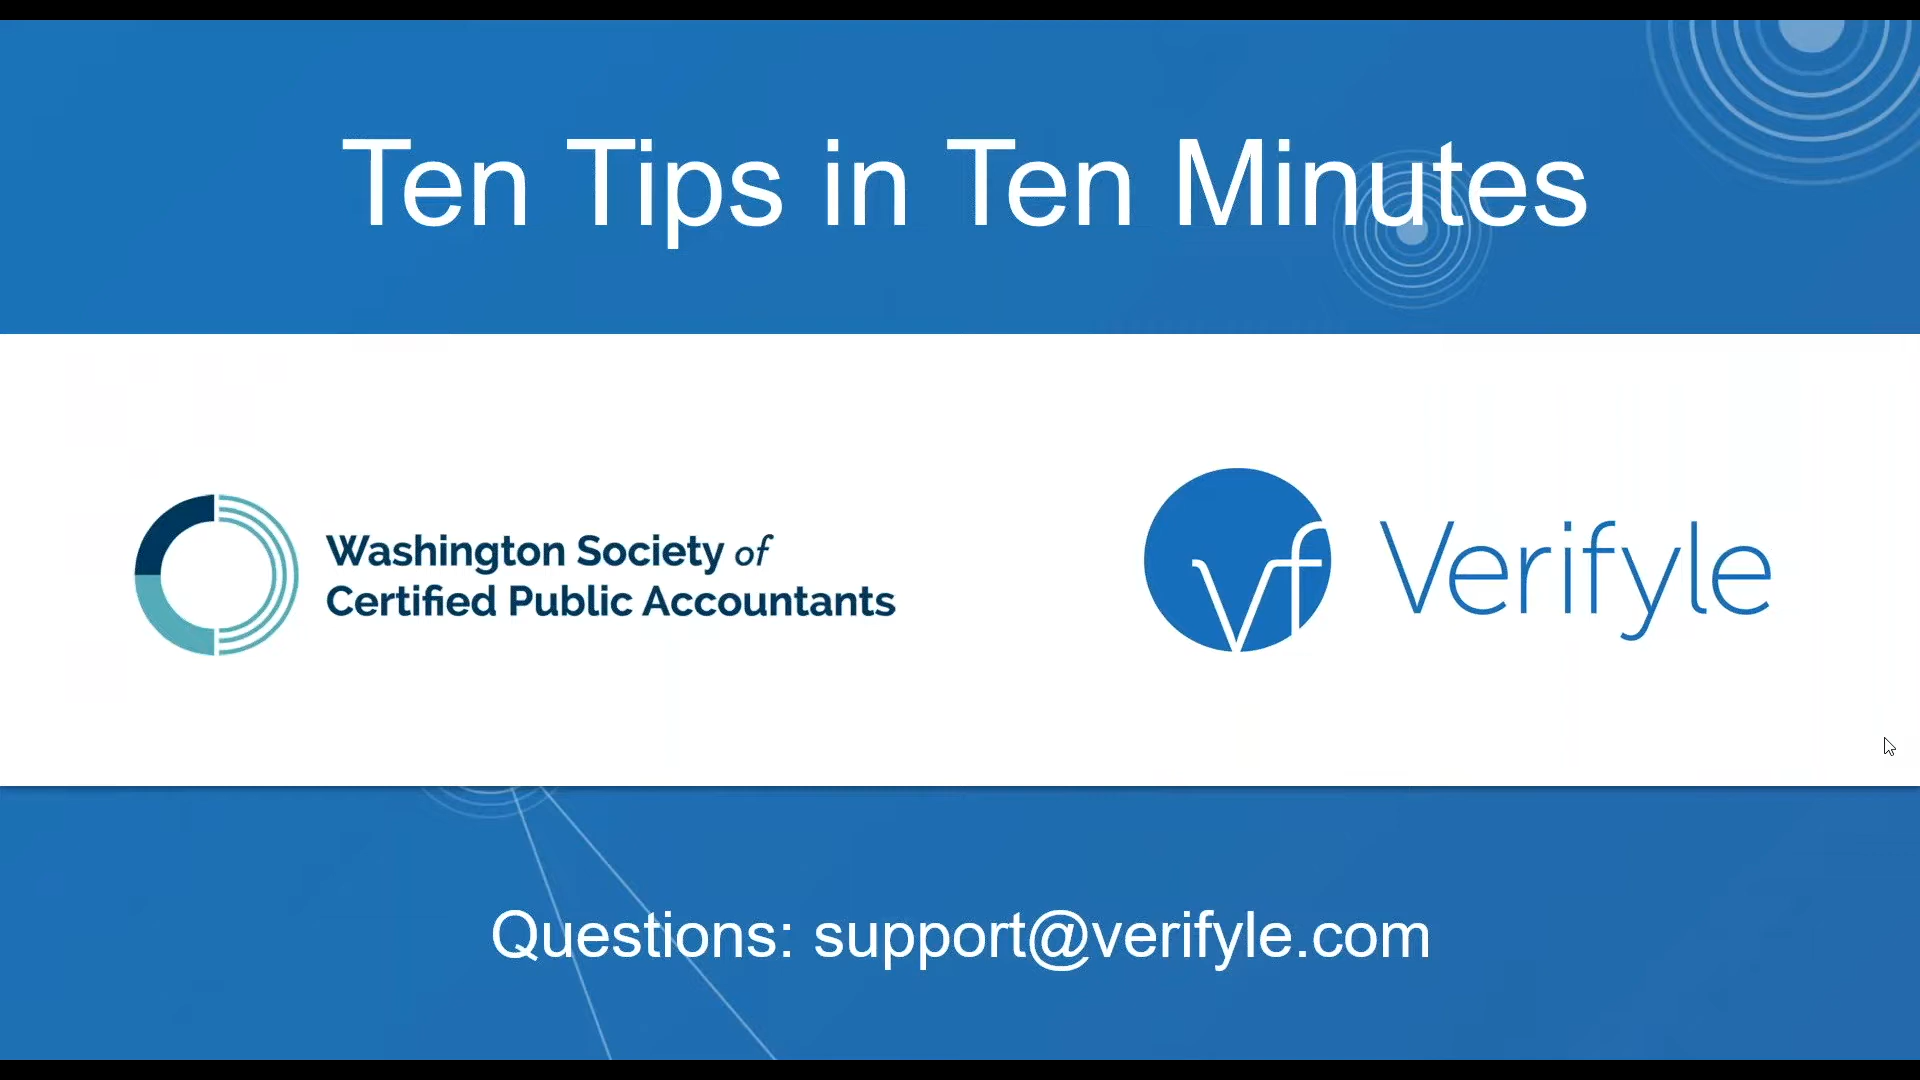 Ten Tips in Ten Minutes
Washington Society of
Certified Public Accountants
vf Verifyle
Questions: support@verifyle.com